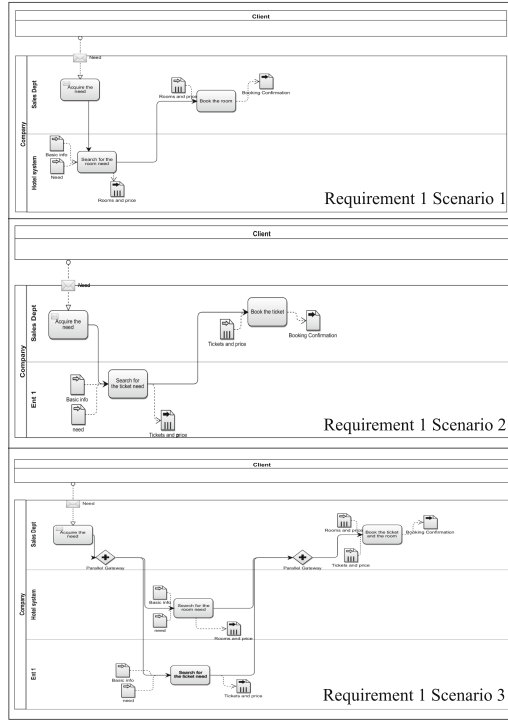 Client
Need
Company
Sales Dept
Acquire the
need
Rooms and price
Book the room
Booking Confirmation
Hotel system
Basic info
Need
Search for the
room need
Rooms and price
Requirement 1 Scenario 1
Client
Need
Company
Sales Dept
Acquire the
need
Book the ticket
Tickets and price
Booking Confirmation
Ent 1
Basic info
need
Search for
the ticket need
Tickets and price
Requirement 1 Scenario 2
Client
Need
Company
Sales Dept
Acquire the
need
Parallel Gateway
Parallel Gateway
Rooms and price
Tickets and price
Book the ticket
and the room
Booking Confirmation
Hotel system
Basic info
need
Search for the
room need
Rooms and price
Ent 1
Basic info
need
Search for
the ticket need
Tickets and price
Requirement 1 Scenario 3